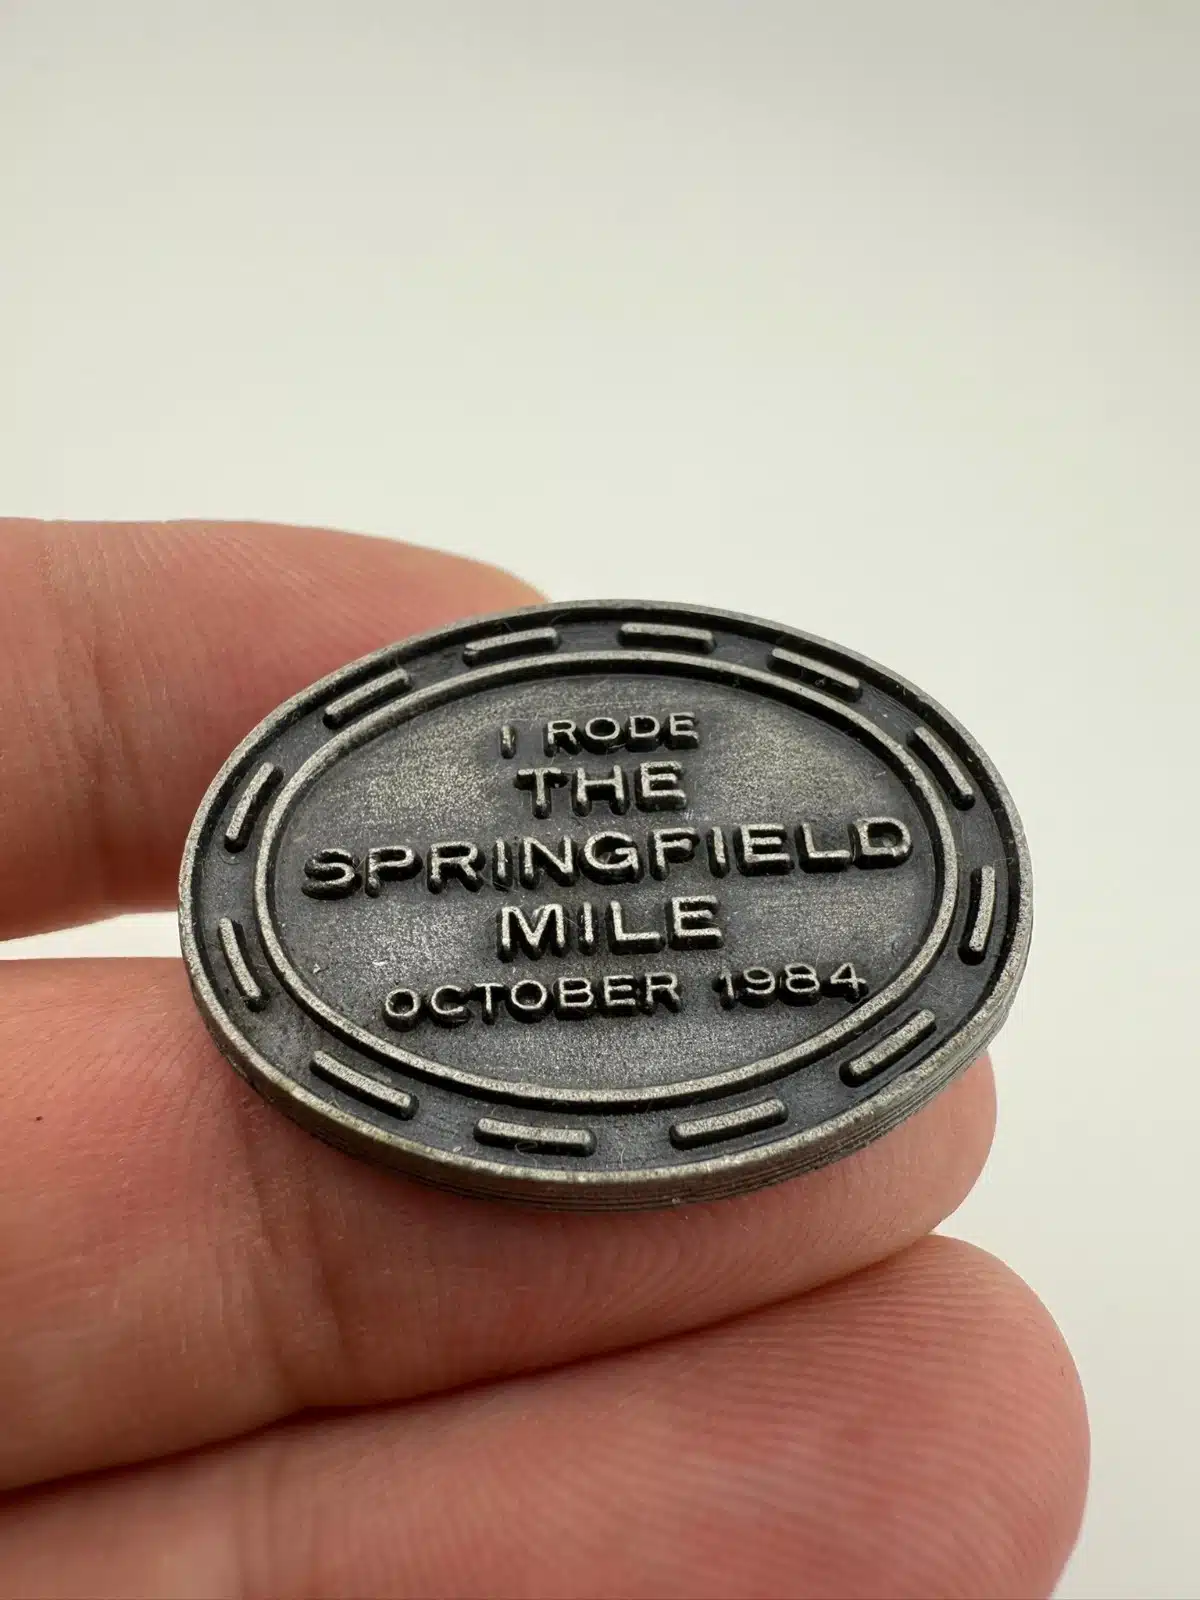 I RODE
THE
SPRINGFIELD
MILE
OCTOBER 1984